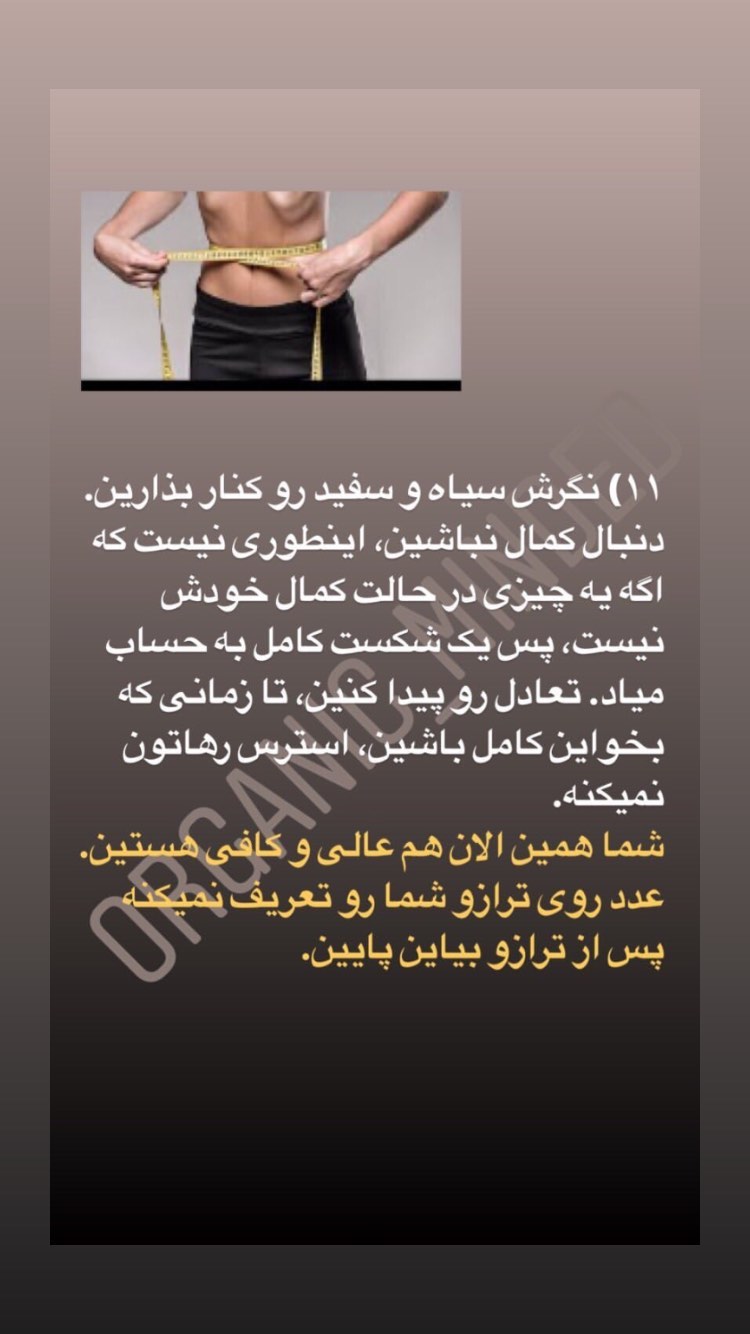 ۱۱) نگرش سیاه و سفید رو کنار بذارین.
دنبال کمال نباشین، اینطوری نیست که
اگه یه چیزی در حالت کمال خودش
نیست، پس یک شکست کامل به حساب
میاد. تعادل رو پیدا کنین، تا زمانی که
بخواین کامل باشین، استرس رهاتون
نمیکنه.
شما همین الان هم عالی و کافی هستین.
عدد روی ترازو شما رو تعریف نمیکنه
پس از ترازو بیاین پایین.
ORGANIC_MINDED